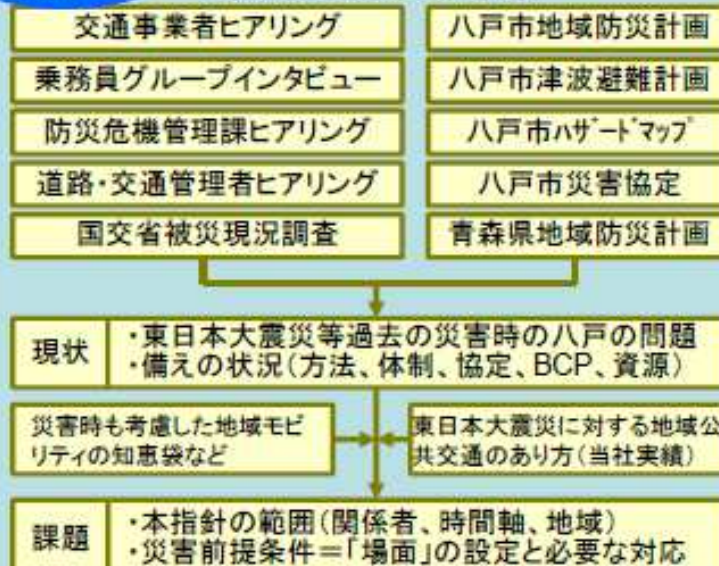 交通事業者ヒアリング
乗務員グループインタビュー
防災危機管理課ヒアリング
道路・交通管理者ヒアリング
国交省被災現況調査
八戸市地域防災計画
八戸市津波避難計画
八戸市ﾊｻﾞｰﾄﾞﾏｯﾌﾟ
八戸市災害協定
青森県地域防災計画
現状
・東日本大震災等過去の災害時の八戸の問題
・備えの状況(方法、体制、協定、BCP、資源)
災害時も考慮した地域モビ
リティの知恵袋など
東日本大震災に対する地域公
共交通のあり方(当社実績)
課題
・本指針の範囲(関係者、時間軸、地域)
・災害前提条件=「場面」の設定と必要な対応